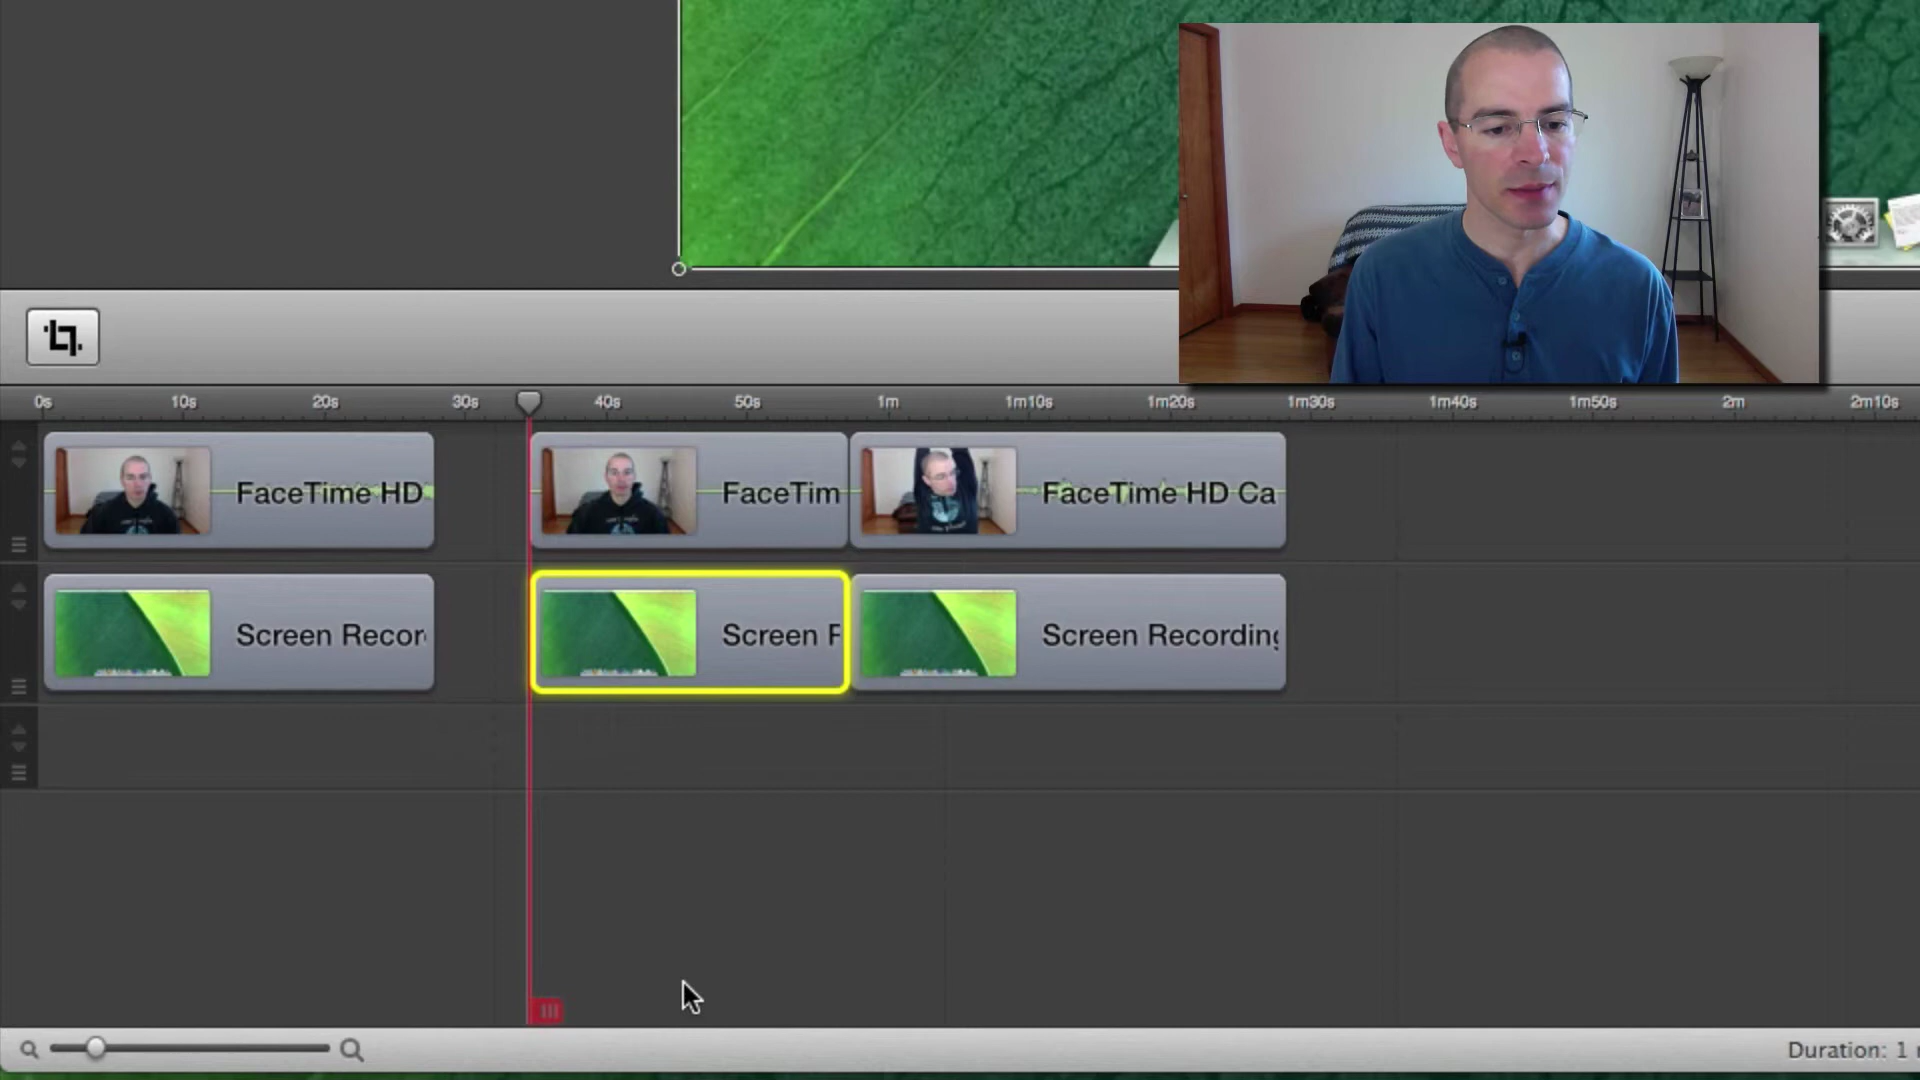 0s 10s 20s 30s 40s 50s 1m 1m10s 1m20s 1m30s 1m40s 1m50s 2m 2m10s
FaceTime HD FaceTim FaceTime HD Ca
Screen Recor Screen Screen Recording
Duration: 1